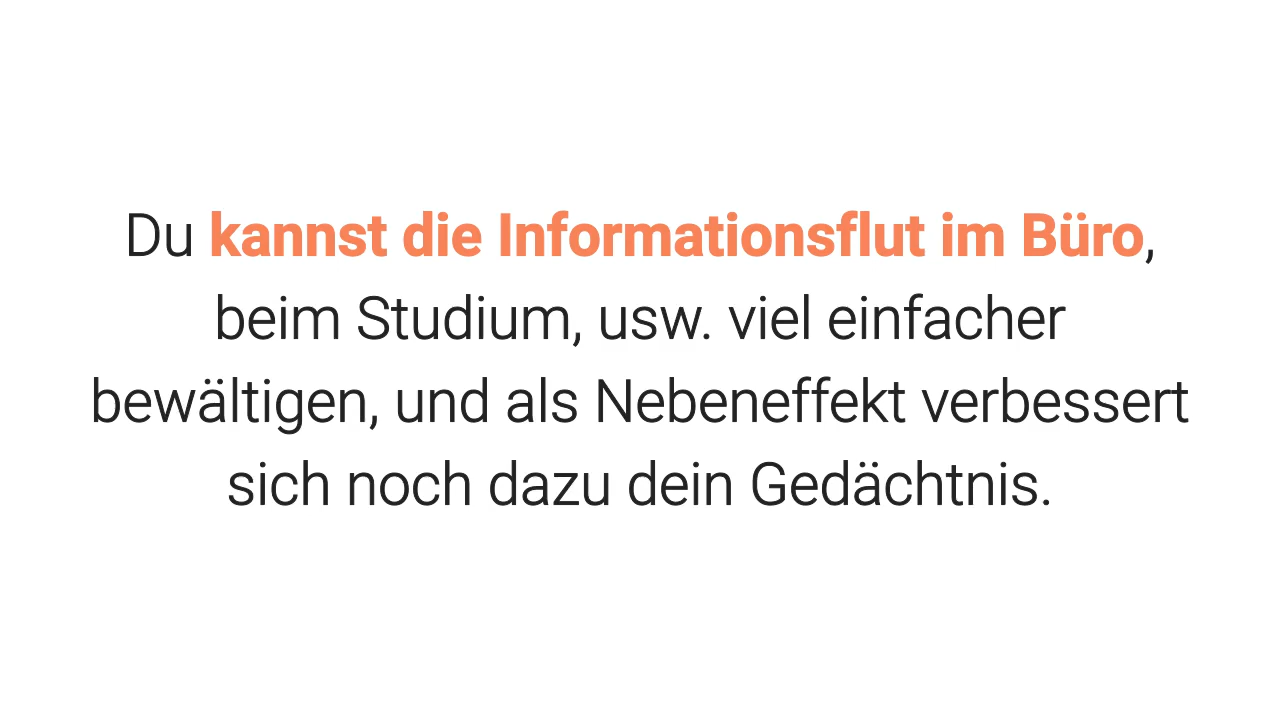 Du kannst die Informationsflut im Büro,
beim Studium, usw. viel einfacher
bewältigen, und als Nebeneffekt verbessert
sich noch dazu dein Gedächtnis.